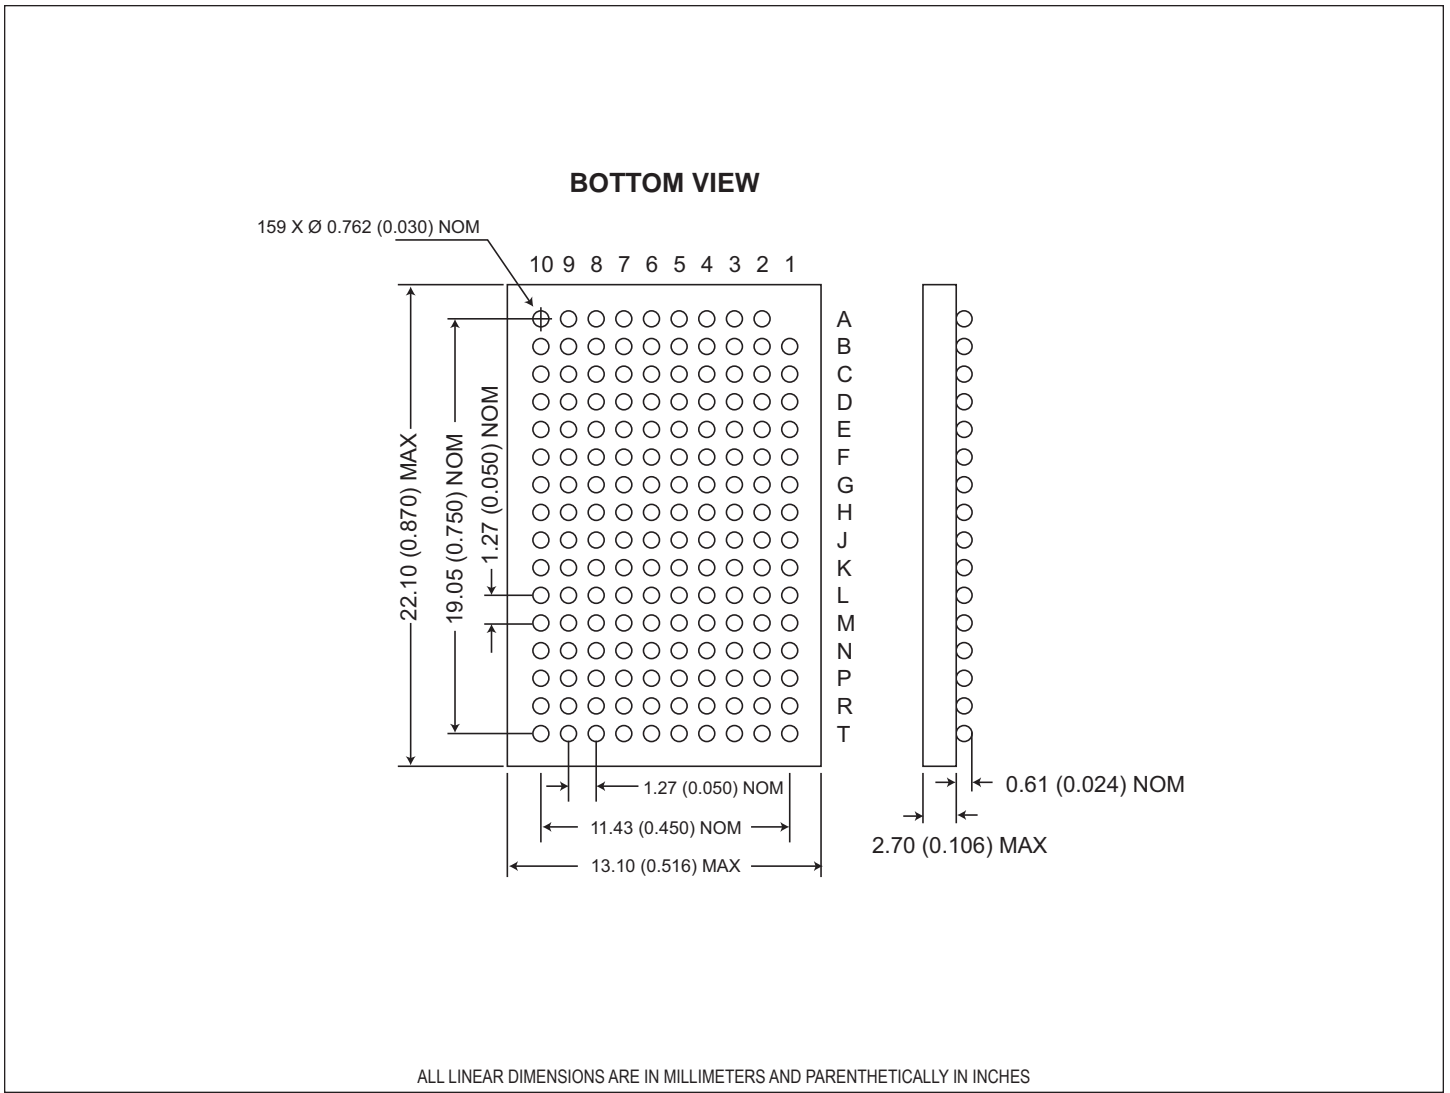 BOTTOM VIEW
159 X Ø 0.762 (0.030) NOM
10 9 8 7 6 5 4 3 2 1
A
B
C
D
E
F
G
H
J
K
L
M
N
P
R
T
22.10 (0.870) MAX
19.05 (0.750) NOM
1.27 (0.050) NOM
1.27 (0.050) NOM
11.43 (0.450) NOM
13.10 (0.516) MAX
0.61 (0.024) NOM
2.70 (0.106) MAX
ALL LINEAR DIMENSIONS ARE IN MILLIMETERS AND PARENTHETICALLY IN INCHES